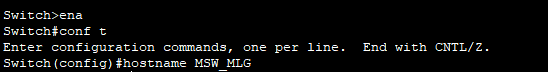 Switch>ena
Switch#conf t
Enter configuration commands, one per line.  End with CNTL/Z.
Switch(config)#hostname MSW_MLG